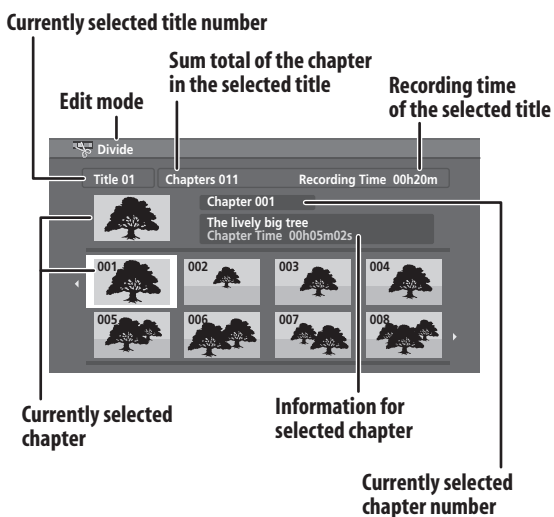 Currently selected title number
Sum total of the chapter
in the selected title
Edit mode
Recording time
of the selected title
Divide
Title 01
Chapters 011
Recording Time 00h20m
Chapter 001
The lively big tree
Chapter Time 00h05m02s
001
002
003
004
005
006
007
008
Currently selected
chapter
Information for
selected chapter
Currently selected
chapter number